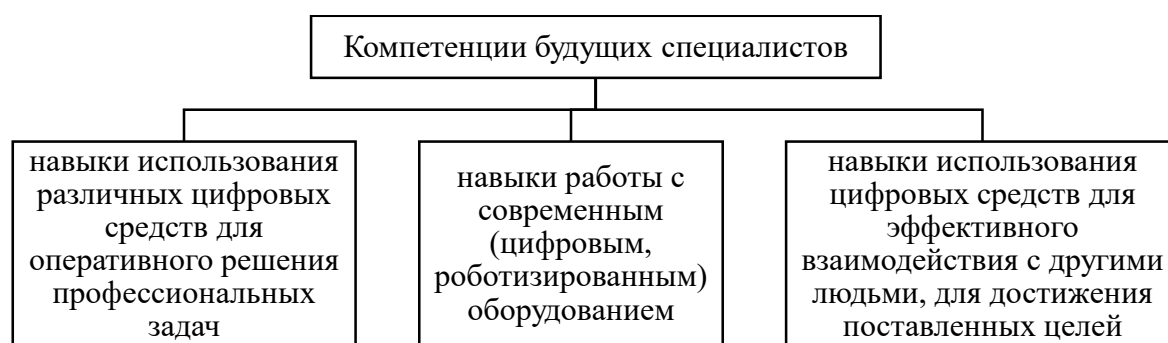 Компетенции будущих специалистов
навыки использования
различных цифровых
средств для
оперативного решения
профессиональных
задач
навыки работы с
современным
(цифровым,
роботизированным)
оборудованием
навыки использования
цифровых средств для
эффективного
взаимодействия с другими
людьми, для достижения
поставленных целей